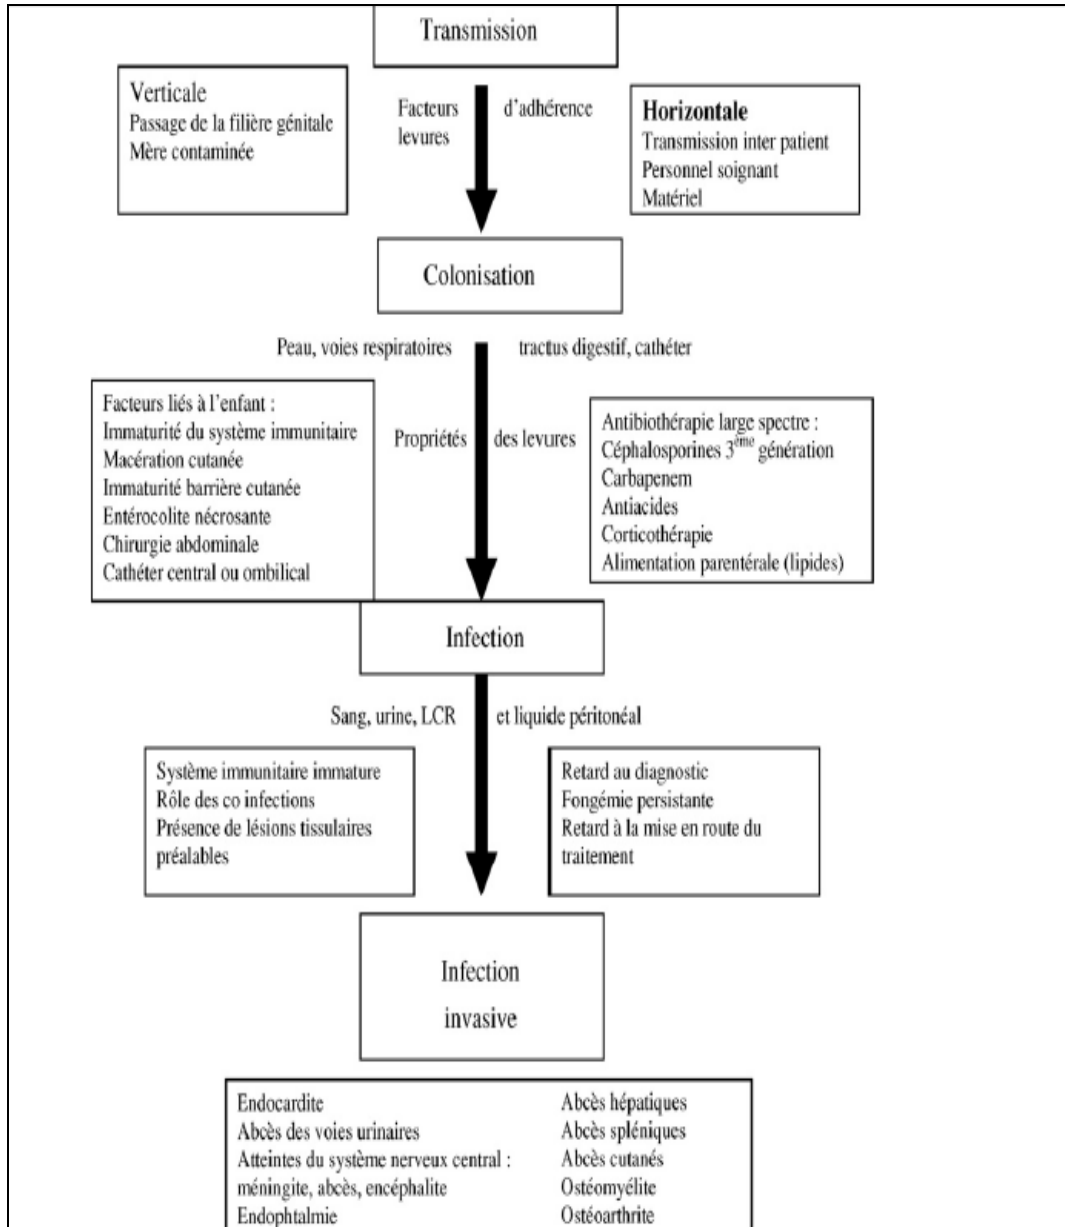 Transmission
Verticale
Passage de la filière génitale
Mère contaminée
Facteurs d'adhérence
levures
Horizontale
Transmission inter patient
Personnel soignant
Matériel
Colonisation
Peau, voies respiratoires tractus digestif, cathéter
Facteurs liés à l'enfant :
Immaturité du système immunitaire
Macération cutanée
Immaturité barrière cutanée
Entérocolite nécrosante
Chirurgie abdominale
Cathéter central ou ombilical
Propriétés des levures
Antibiothérapie large spectre :
Céphalosporines 3ème génération
Carbapenem
Antiacides
Corticothérapie
Alimentation parentérale (lipides)
Infection
Sang, urine, LCR et liquide péritonéal
Système immunitaire immature
Rôle des co infections
Présence de lésions tissulaires
préalables
Retard au diagnostic
Fongémie persistante
Retard à la mise en route du
traitement
Infection
invasive
Endocardite
Abcès des voies urinaires
Atteintes du système nerveux central :
méningite, abcès, encéphalite
Endophtalmie
Abcès hépatiques
Abcès spléniques
Abcès cutanés
Ostéomyélite
Ostéoarthrite